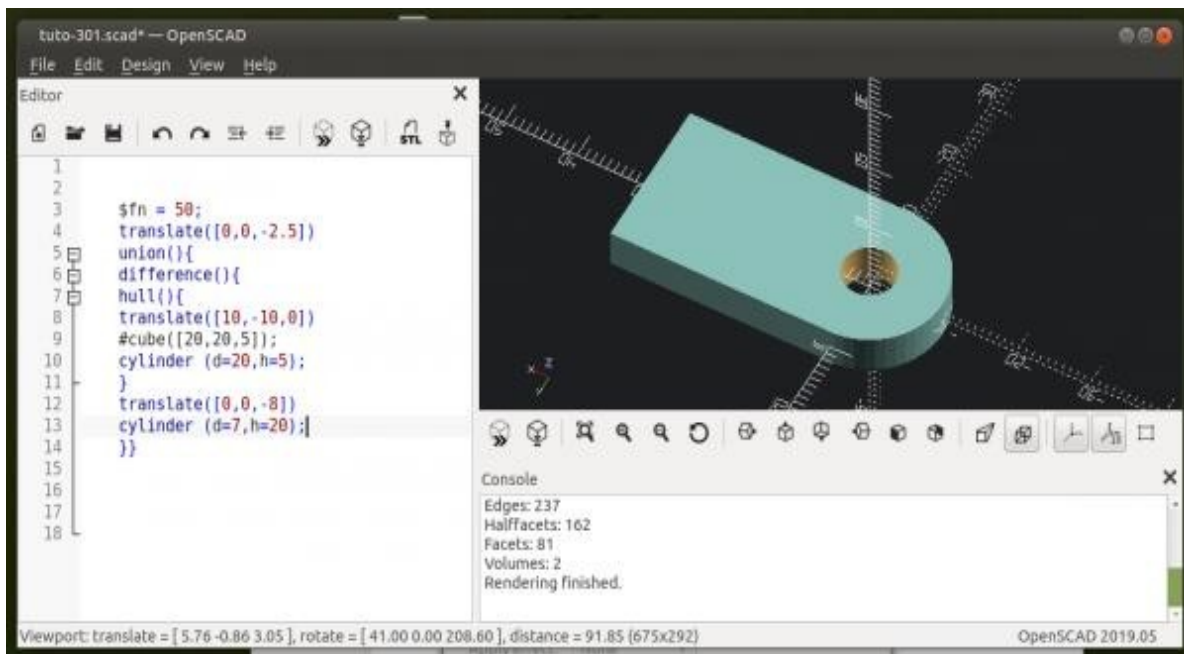 tuto-301.scad* — OpenSCAD
File Edit Design View Help
Editor
STL
1
2
3 $fn = 50;
4 translate([0,0,-2.5])
5 union(){
6 difference(){
7 hull(){
8 translate([10,-10,0])
9 #cube([20,20,5]);
10 cylinder (d=20,h=5);
11 }
12 translate([0,0,-8])
13 cylinder (d=7,h=20);
14 }}
15
16
17
18
Console
Edges: 237
Halffacets: 162
Facets: 81
Volumes: 2
Rendering finished.
Viewport: translate = [ 5.76 -0.86 3.05 ], rotate = [ 41.00 0.00 208.60 ], distance = 91.85 (675x292)
OpenSCAD 2019.05